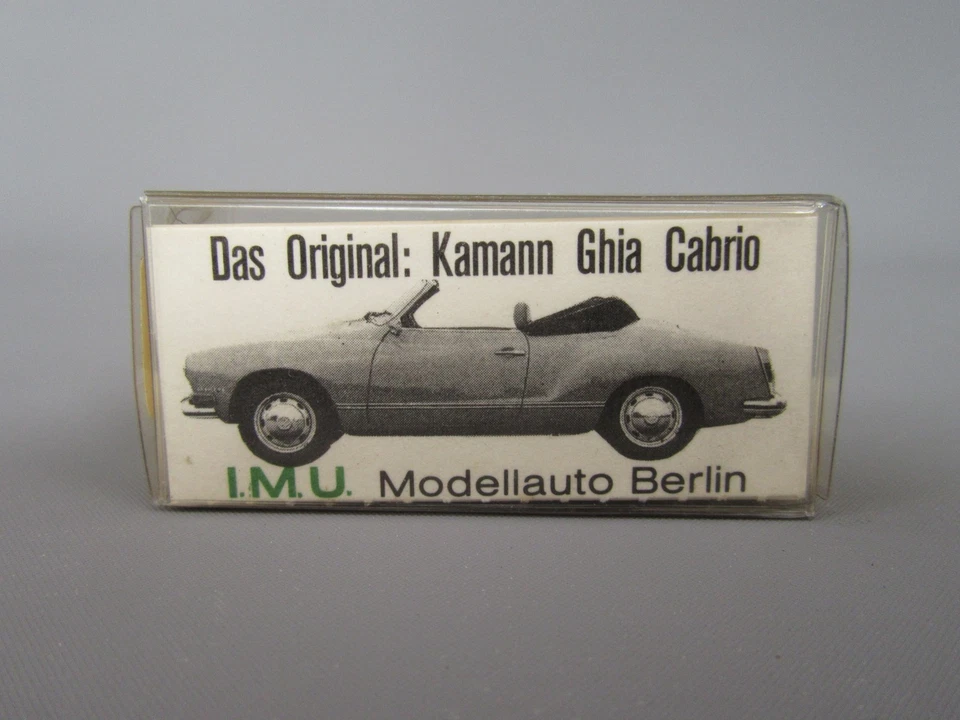 Das Original: Kamann Ghia Cabrio
I.M.U. Modellauto Berlin